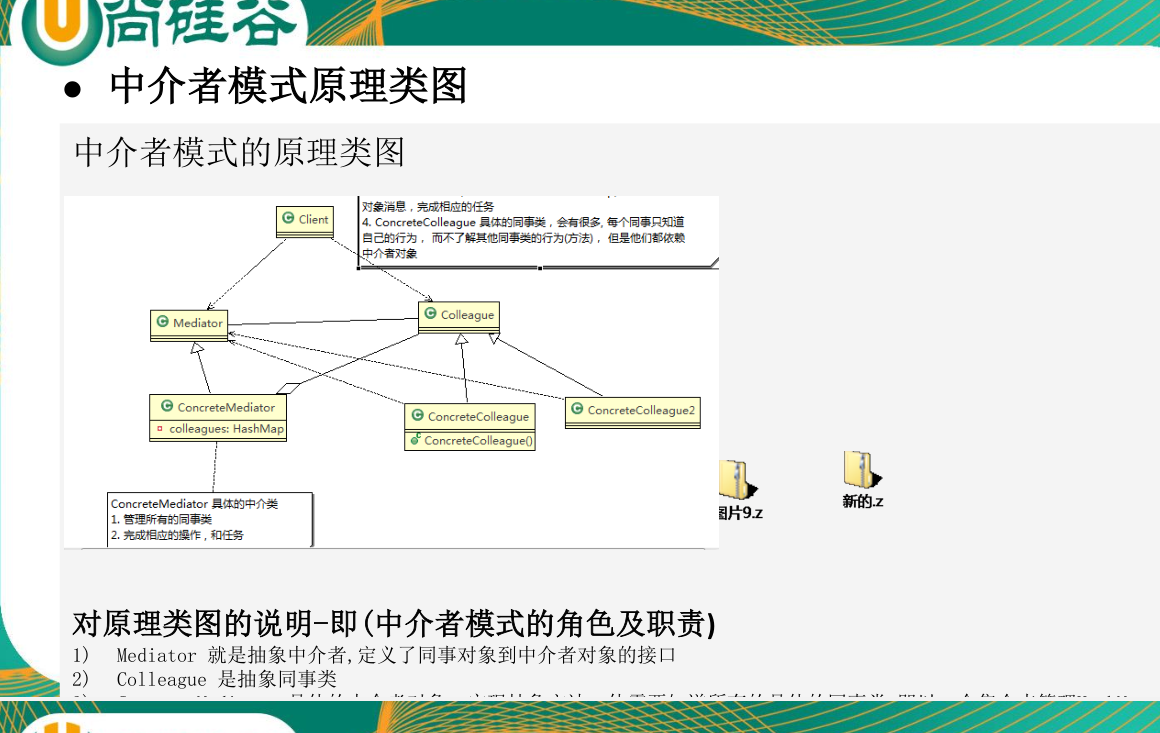 尚硅谷
中介者模式原理类图
中介者模式的原理类图
对象消息，完成相应的任务
4. ConcreteColleague 具体的同事类，会有很多, 每个同事只知道
自己的行为， 而不了解其他同事类的行为(方法)， 但是他们都依赖
中介者对象
Client
Mediator
Colleague
ConcreteMediator
colleagues: HashMap
ConcreteColleague
ConcreteColleague()
ConcreteColleague2
ConcreteMediator 具体的中介类
1. 管理所有的同事类
2. 完成相应的操作，和任务
图片9.z
新的.z
对原理类图的说明-即(中介者模式的角色及职责)
1) Mediator 就是抽象中介者,定义了同事对象到中介者对象的接口
2) Colleague 是抽象同事类